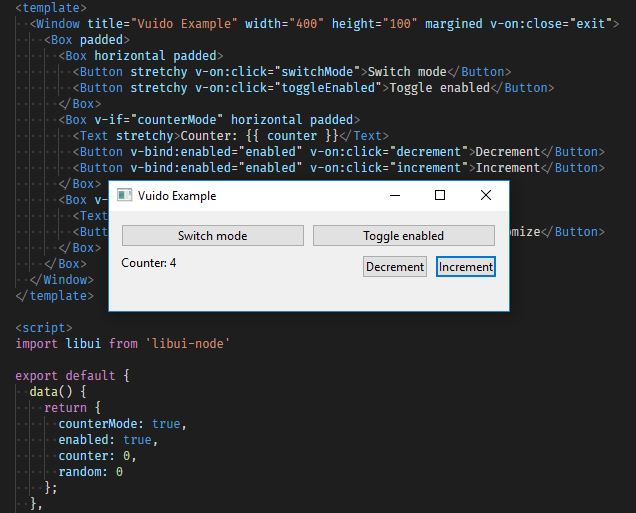 <template>
<Window title="Vuido Example" width="400" height="100" margined v-on:close="exit">
<Box padded>
<Box horizontal padded>
<Button stretchy v-on:click="switchMode">Switch mode</Button>
<Button stretchy v-on:click="toggleEnabled">Toggle enabled</Button>
</Box>
<Box v-if="counterMode" horizontal padded>
<Text stretchy>Counter: {{ counter }}</Text>
<Button v-bind:enabled="enabled" v-on:click="decrement">Decrement</Button>
<Button v-bind:enabled="enabled" v-on:click="increment">Increment</Button>
</Box>
<Box v-
<Text
</Box>
</Box>
</Window>
</template>
Vuido Example
Switch mode Toggle enabled
Counter: 4 Decrement Increment
</Button>
<script>
import libui from 'libui-node'
export default {
data() {
return {
counterMode: true,
enabled: true,
counter: 0,
random: 0
};
},